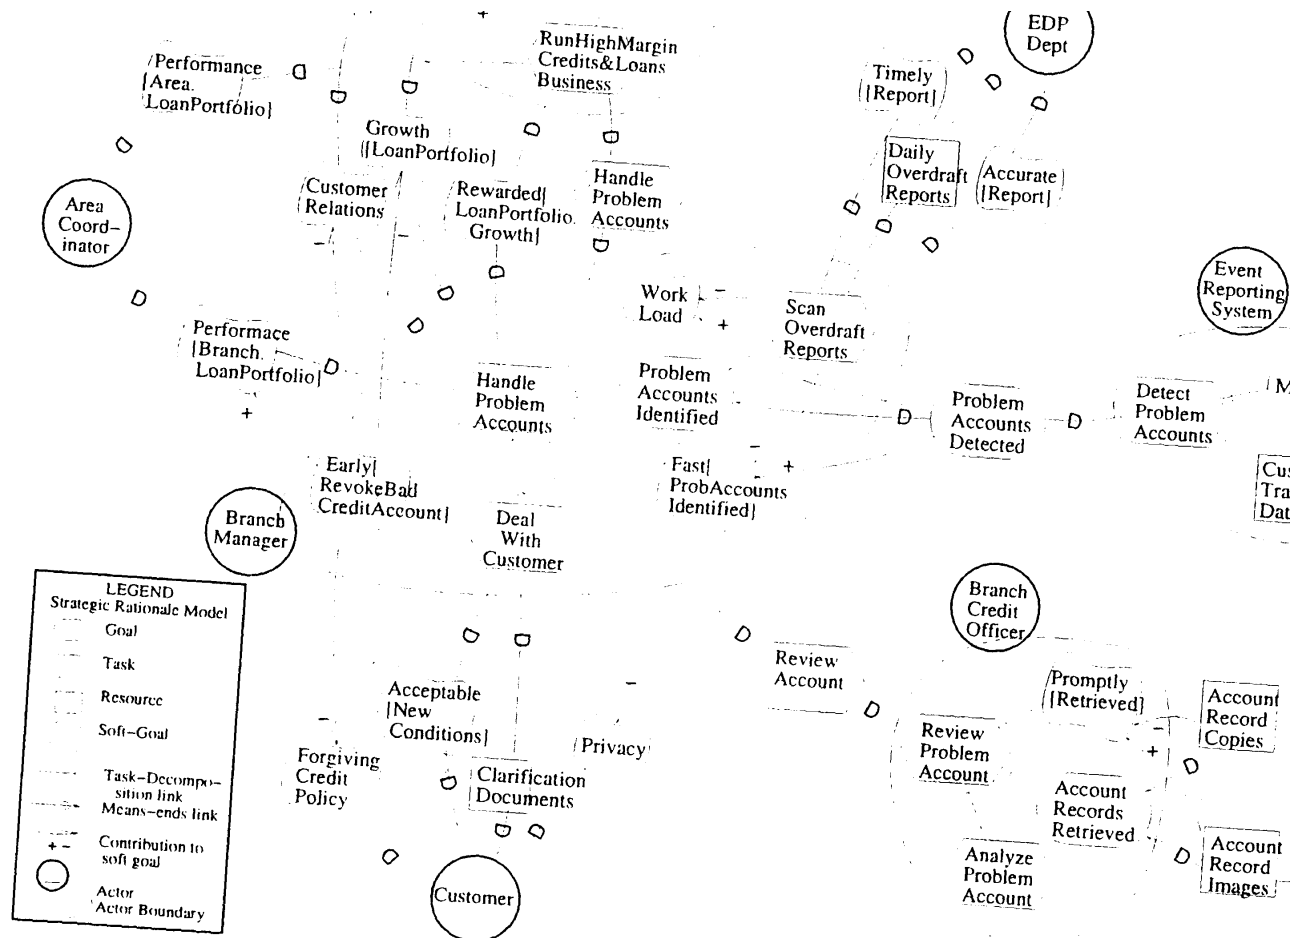 EDP
Dept
RunHighMargin
Credits&Loans
Business
Performance
[Area.
LoanPortfolio]
Timely
[Report]
Growth
[LoanPortfolio]
Daily
Overdraft
Reports
Accurate
[Report]
Handle
Problem
Accounts
Customer
Relations
Rewarded[
LoanPortfolio.
Growth]
Area
Coord-
inator
Event
Reporting
System
Work
Load
Scan
Overdraft
Reports
Performace
[Branch.
LoanPortfolio]
Handle
Problem
Accounts
Problem
Accounts
Identified
Problem
Accounts
Detected
Detect
Problem
Accounts
M
Early[
RevokeBad
CreditAccount]
Fast[
ProbAccounts
Identified]
Cus
Tra
Dat
Branch
Manager
Deal
With
Customer
Branch
Credit
Officer
LEGEND
Strategic Rationale Model
Goal
Task
Resource
Soft-Goal
Task-Decompo-
sition link
Means-ends link
Contribution to
soft goal
Actor
Actor Boundary
Review
Account
Promptly
[Retrieved]
Account
Record
Copies
Acceptable
[New
Conditions]
Privacy
Review
Problem
Account
Forgiving
Credit
Policy
Clarification
Documents
Account
Records
Retrieved
Account
Record
Images
Analyze
Problem
Account
Customer